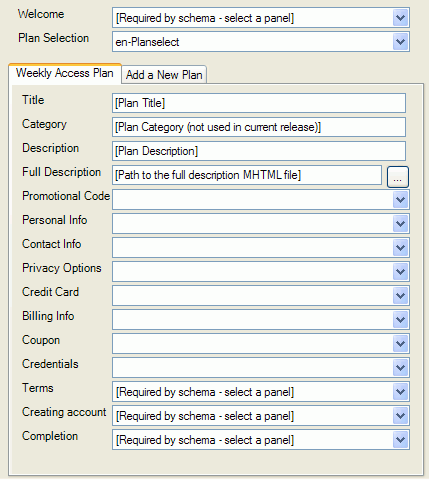 Welcome [Required by schema - select a panel]
Plan Selection en-Planselect
Weekly Access Plan Add a New Plan
Title [Plan Title]
Category [Plan Category (not used in current release)]
Description [Plan Description]
Full Description [Path to the full description MHTML file] ...
Promotional Code
Personal Info
Contact Info
Privacy Options
Credit Card
Billing Info
Coupon
Credentials
Terms [Required by schema - select a panel]
Creating account [Required by schema - select a panel]
Completion [Required by schema - select a panel]